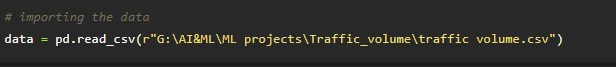 # importing the data
data = pd.read_csv(r"G:\AI&ML\ML projects\Traffic_volume\traffic volume.csv")